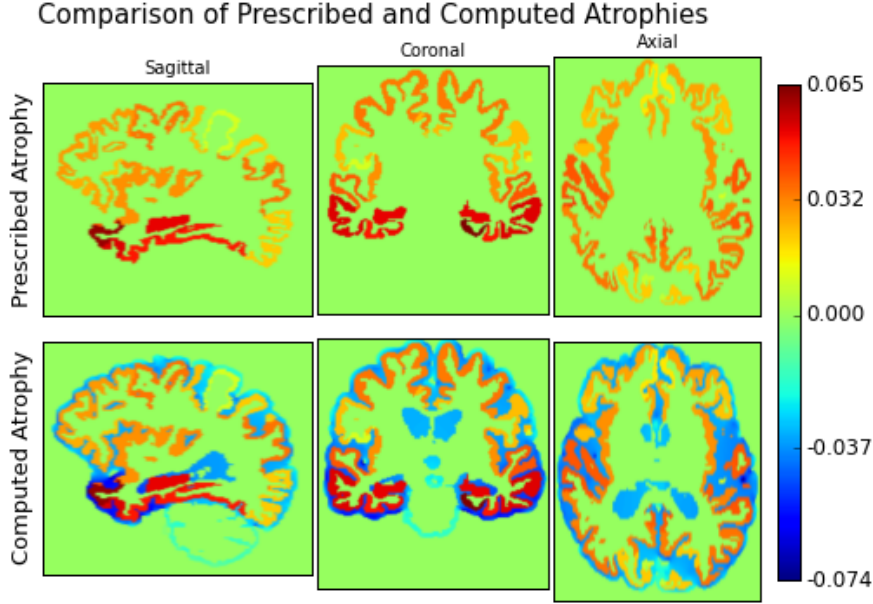 Comparison of Prescribed and Computed Atrophies
Sagittal
Coronal
Axial
Prescribed Atrophy
Computed Atrophy
0.065
0.032
0.000
-0.037
-0.074